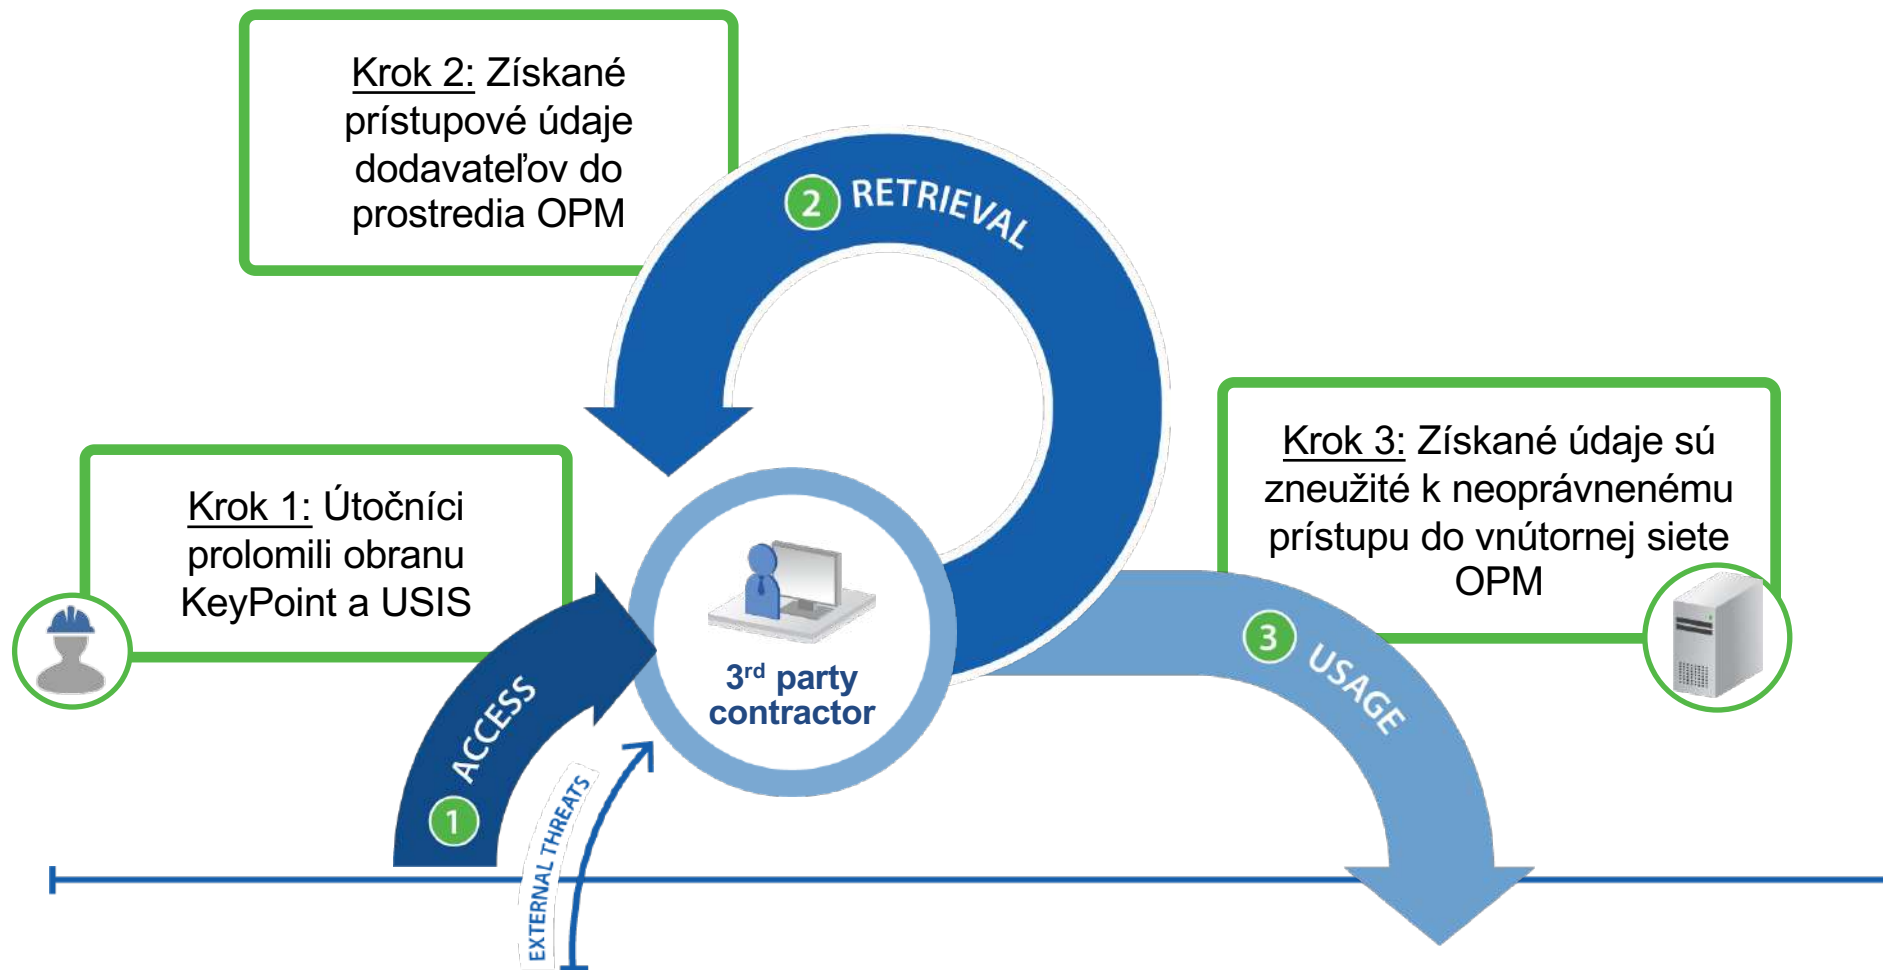 Krok 2: Získané
prístupové údaje
dodavateľov do
prostredia OPM
2 RETRIEVAL
Krok 1: Útočníci
prolomili obranu
KeyPoint a USIS
Krok 3: Získané údaje sú
zneužité k neoprávnenému
prístupu do vnútornej siete
OPM
3rd party
contractor
1 ACCESS
3 USAGE
EXTERNAL THREATS